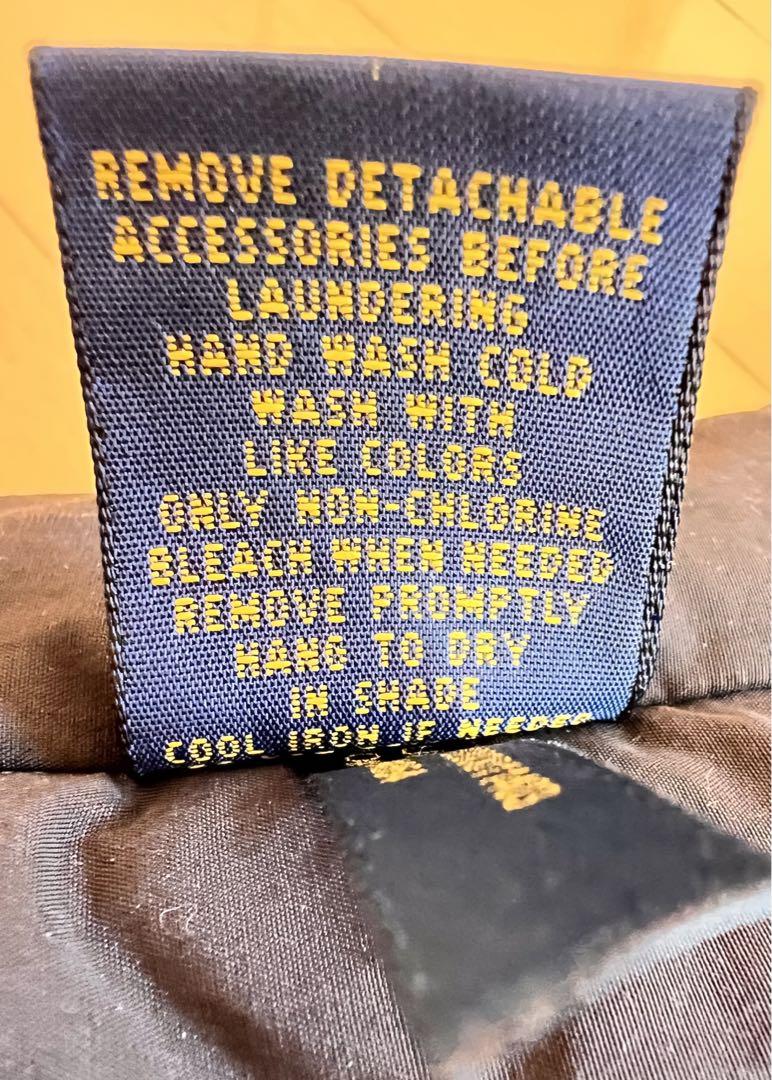 REMOVE DETACHABLE
ACCESSORIES BEFORE
LAUNDERING
HAND WASH COLD
WASH WITH
LIKE COLORS
ONLY NON-CHLORINE
BLEACH WHEN NEEDED
REMOVE PROMPTLY
HANG TO DRY
IN SHADE
COOL IRON IF NEEDED